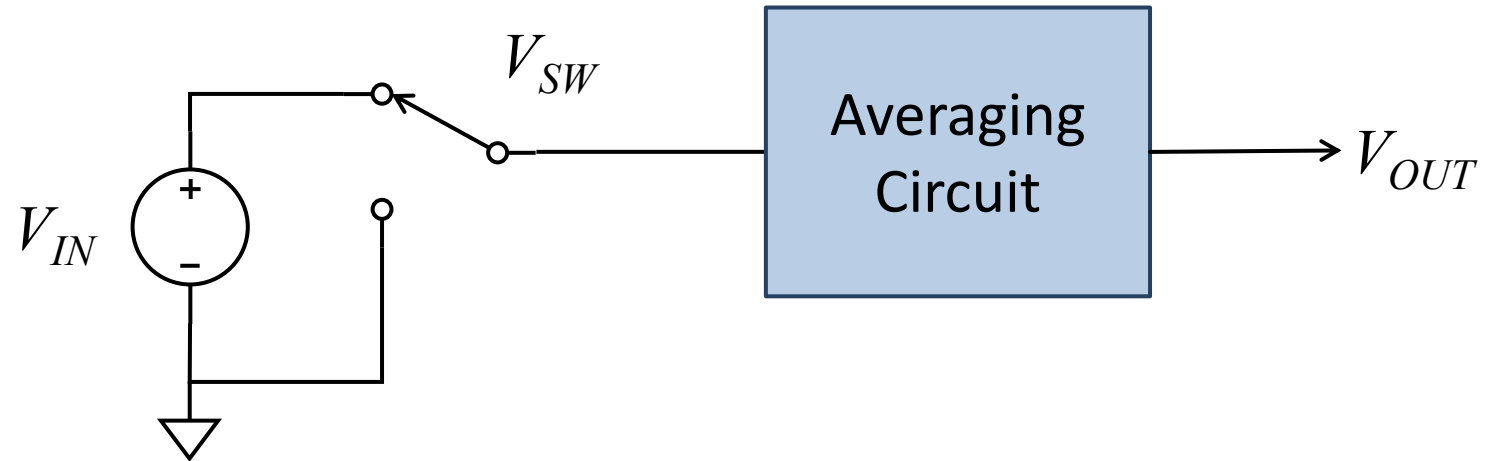 V_SW
Averaging
Circuit
V_OUT
V_IN
+
−